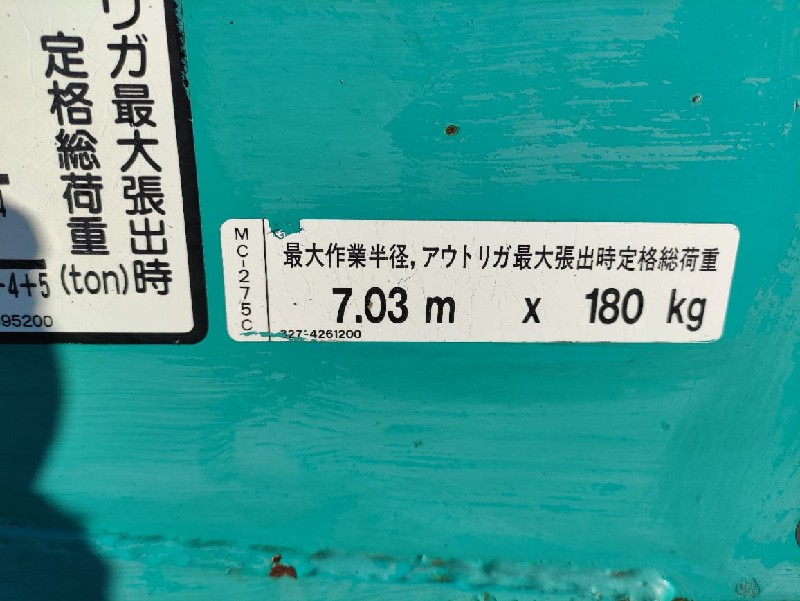 リガ最大張出時
定格総荷重
-4+5 (ton)
95200
MC-275C
最大作業半径,アウトリガ最大張出時定格総荷重
7.03 m x 180 kg
327-4261200